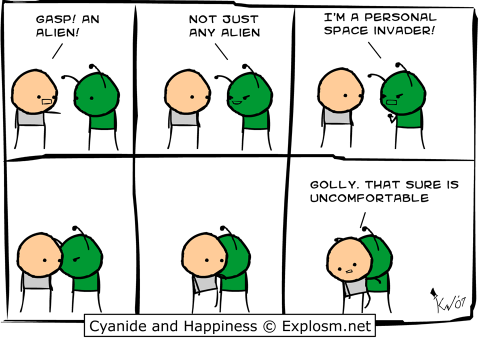 GASP! AN
ALIEN!
NOT JUST
ANY ALIEN
I'M A PERSONAL
SPACE INVADER!
GOLLY. THAT SURE IS
UNCOMFORTABLE
Cyanide and Happiness © Explosm.net